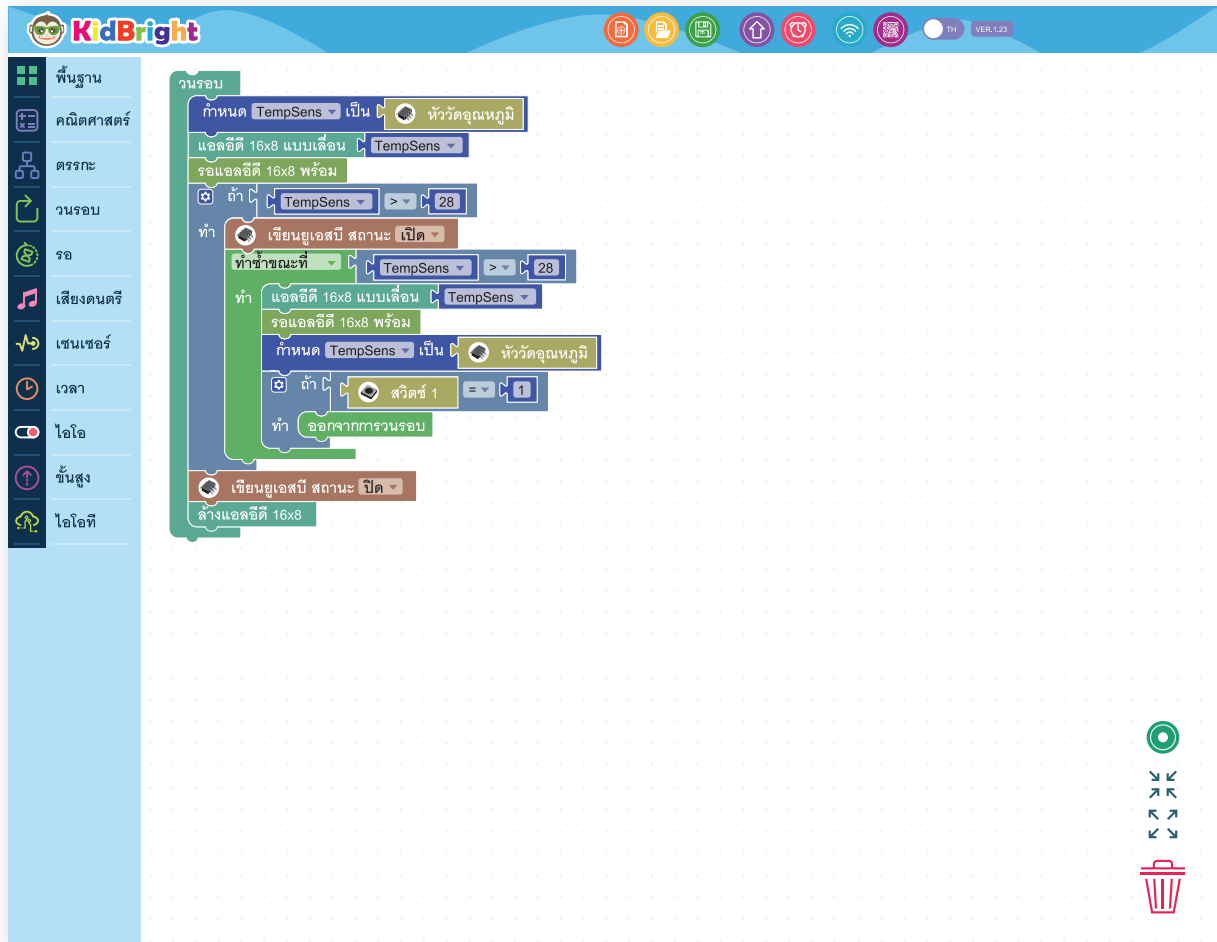 KidBright
TH
VER.1.23
พื้นฐาน
คณิตศาสตร์
ตรรกะ
วนรอบ
รอ
เสียงดนตรี
เซนเซอร์
เวลา
ไอโอ
ขั้นสูง
ไอโอที
วนรอบ
กำหนด TempSens เป็น หัววัดอุณหภูมิ
แอลอีดี 16x8 แบบเลื่อน TempSens
รอแอลอีดี 16x8 พร้อม
ถ้า TempSens > 28
ทำ เขียนยูเอสบี สถานะ เปิด
ทำซ้ำขณะที่ TempSens > 28
ทำ แอลอีดี 16x8 แบบเลื่อน TempSens
รอแอลอีดี 16x8 พร้อม
กำหนด TempSens เป็น หัววัดอุณหภูมิ
ถ้า สวิตซ์ 1 = 1
ทำ ออกจากการวนรอบ
เขียนยูเอสบี สถานะ ปิด
ล้างแอลอีดี 16x8